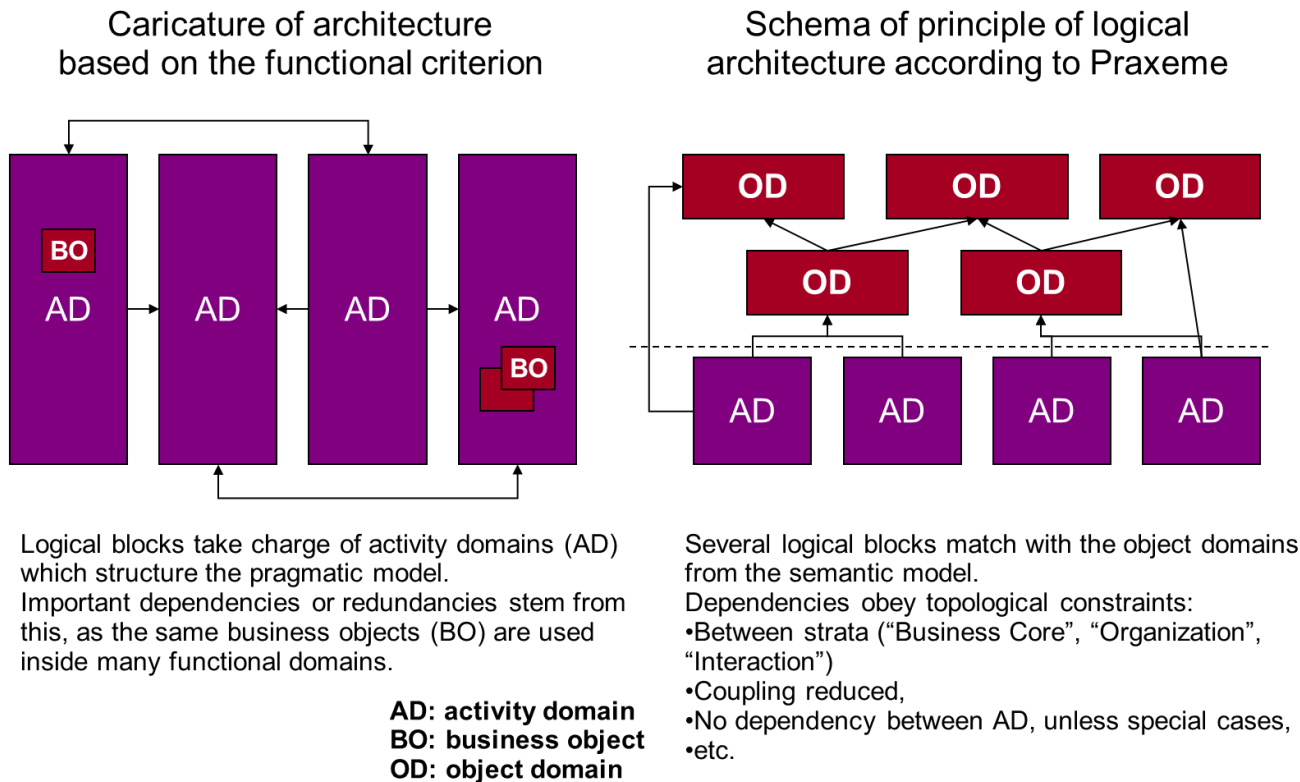 Caricature of architecture
based on the functional criterion
BO
AD
AD
AD
AD
BO
Logical blocks take charge of activity domains (AD)
which structure the pragmatic model.
Important dependencies or redundancies stem from
this, as the same business objects (BO) are used
inside many functional domains.
Schema of principle of logical
architecture according to Praxeme
OD
OD
OD
OD
OD
AD
AD
AD
AD
Several logical blocks match with the object domains
from the semantic model.
Dependencies obey topological constraints:
•Between strata (“Business Core”, “Organization”,
“Interaction”)
•Coupling reduced,
•No dependency between AD, unless special cases,
•etc.
AD: activity domain
BO: business object
OD: object domain